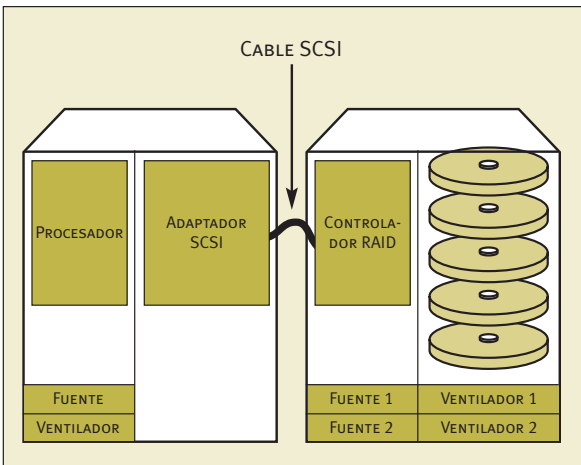 CABLE SCSI
PROCESADOR
ADAPTADOR
SCSI
CONTROLA-
DOR RAID
FUENTE
VENTILADOR
FUENTE 1
VENTILADOR 1
FUENTE 2
VENTILADOR 2